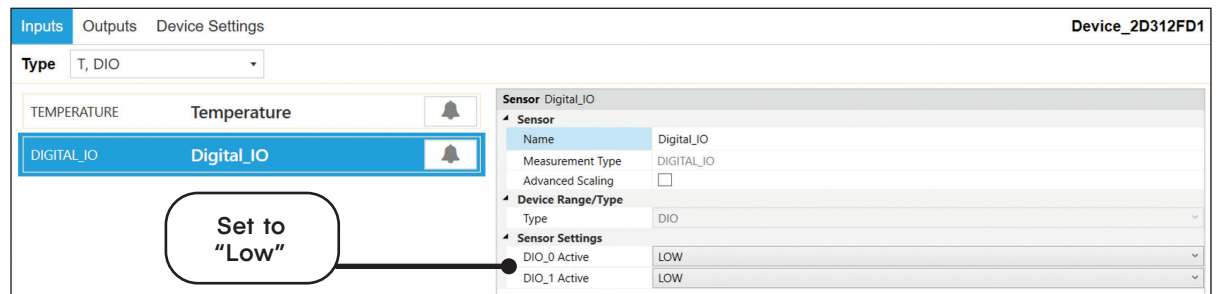 Inputs Outputs Device Settings Device_2D312FD1
Type T, DIO
TEMPERATURE Temperature
DIGITAL_IO Digital_IO
Set to
“Low”
Sensor Digital_IO
Sensor
Name Digital_IO
Measurement Type DIGITAL_IO
Advanced Scaling
Device Range/Type
Type DIO
Sensor Settings
DIO_0 Active LOW
DIO_1 Active LOW